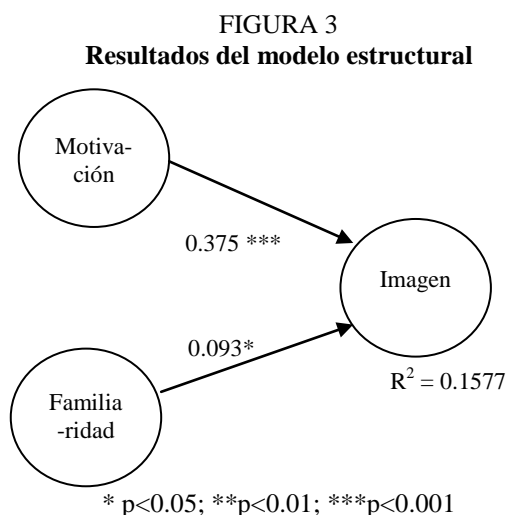 FIGURA 3
Resultados del modelo estructural
Motiva-
ción
0.375 ***
Imagen
0.093*
R² = 0.1577
Familia
-ridad
* p<0.05; **p<0.01; ***p<0.001